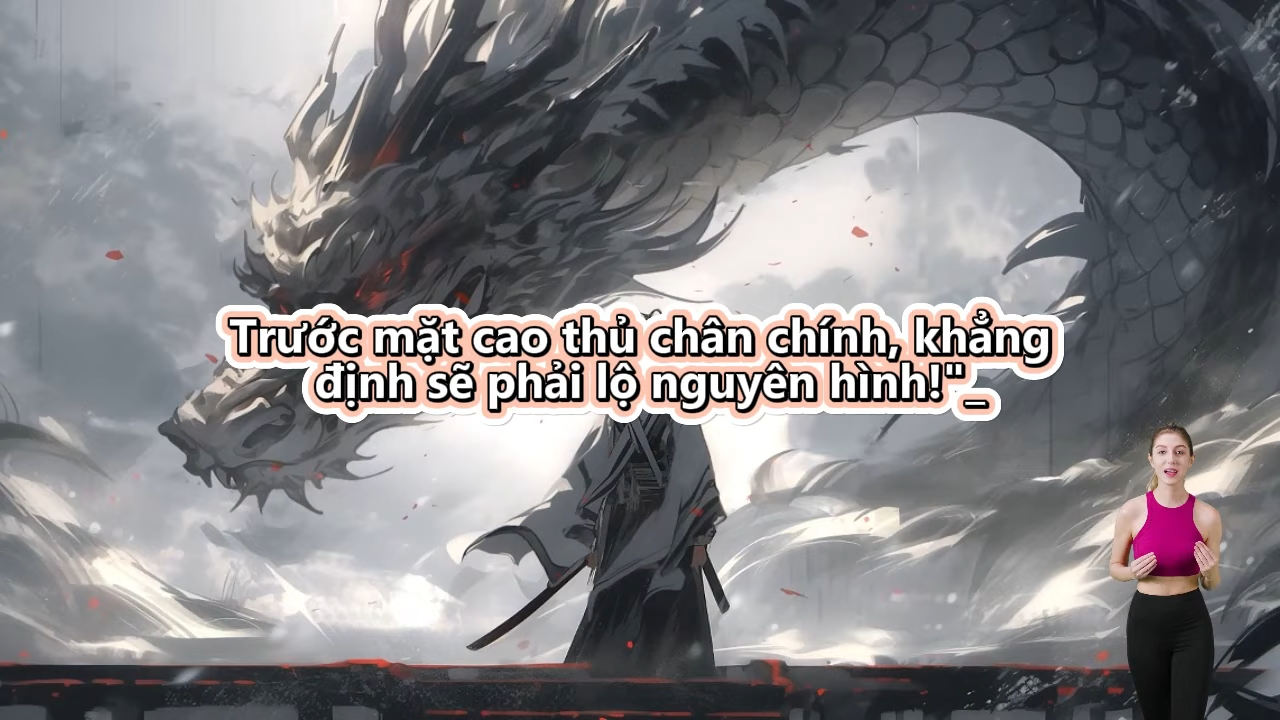 Trước mặt cao thủ chân chính, khẳng
định sẽ phải lộ nguyên hình!"_